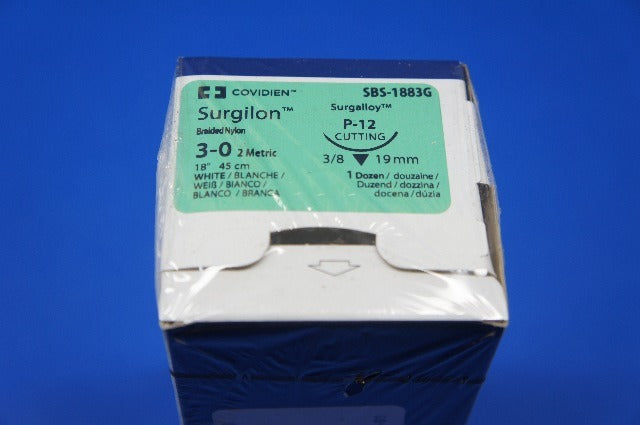 COVIDIEN™
Surgilon™
Braided Nylon
3-0 2 Metric
18" 45 cm
WHITE / BLANCHE /
WEIß / BIANCO /
BLANCO / BRANCA
SBS-1883G
Surgalloy™
P-12
CUTTING
3/8 19 mm
1 Dozen / douzaine /
Duzend / dozzina /
docena / dúzia